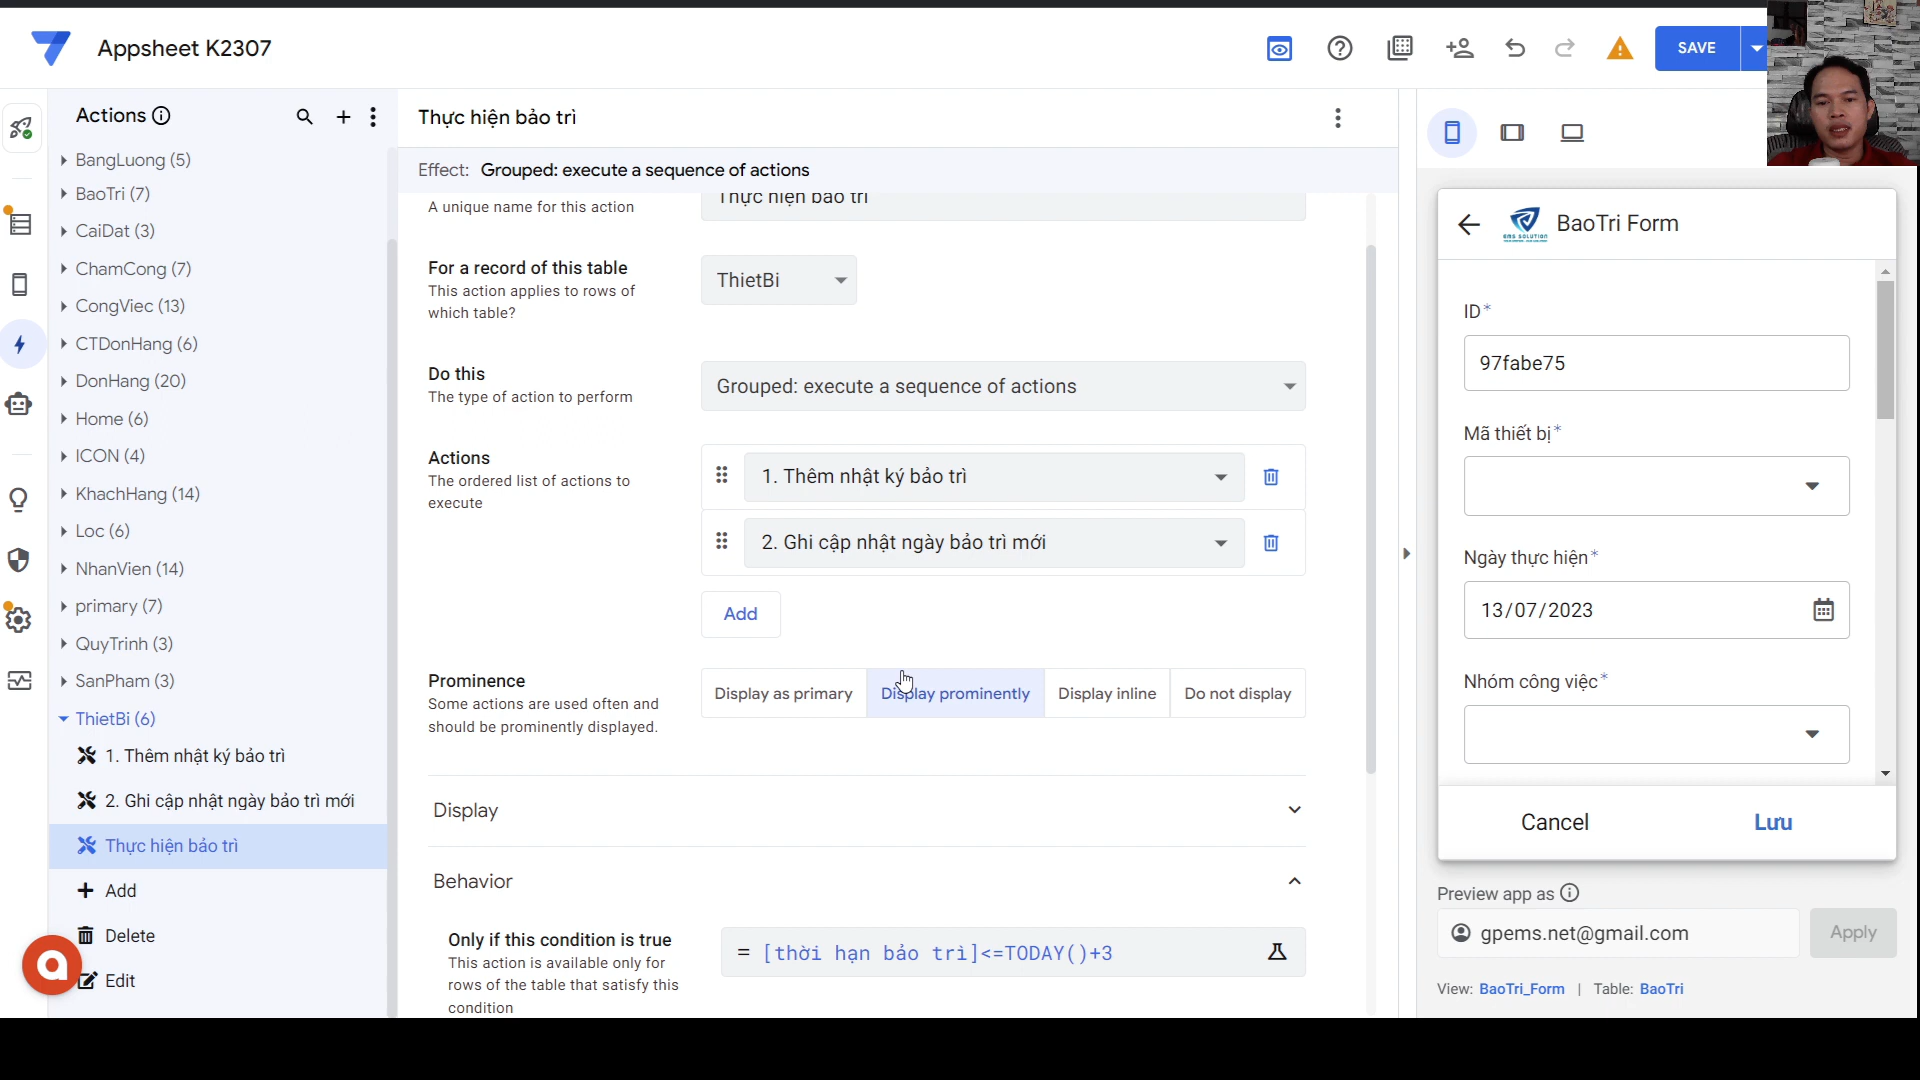 Appsheet K2307
SAVE
Actions
BangLuong (5)
BaoTri (7)
CaiDat (3)
ChamCong (7)
CongViec (13)
CTDonHang (6)
DonHang (20)
Home (6)
ICON (4)
KhachHang (14)
Loc (6)
NhanVien (14)
primary (7)
QuyTrinh (3)
SanPham (3)
ThietBi (6)
1. Thêm nhật ký bảo trì
2. Ghi cập nhật ngày bảo trì mới
Thực hiện bảo trì
Add
Delete
Edit
Thực hiện bảo trì
Effect: Grouped: execute a sequence of actions
A unique name for this action
Thực hiện bảo trì
For a record of this table
This action applies to rows of
which table?
ThietBi
Do this
The type of action to perform
Grouped: execute a sequence of actions
Actions
The ordered list of actions to
execute
1. Thêm nhật ký bảo trì
2. Ghi cập nhật ngày bảo trì mới
Add
Prominence
Some actions are used often and
should be prominently displayed.
Display as primary
Display prominently
Display inline
Do not display
Display
Behavior
Only if this condition is true
This action is available only for
rows of the table that satisfy this
condition
= [thời hạn bảo trì]<=TODAY()+3
EMS SOLUTION
BaoTri Form
ID*
97fabe75
Mã thiết bị*
Ngày thực hiện*
13/07/2023
Nhóm công việc*
Cancel
Lưu
Preview app as
gpems.net@gmail.com
Apply
View: BaoTri_Form | Table: BaoTri